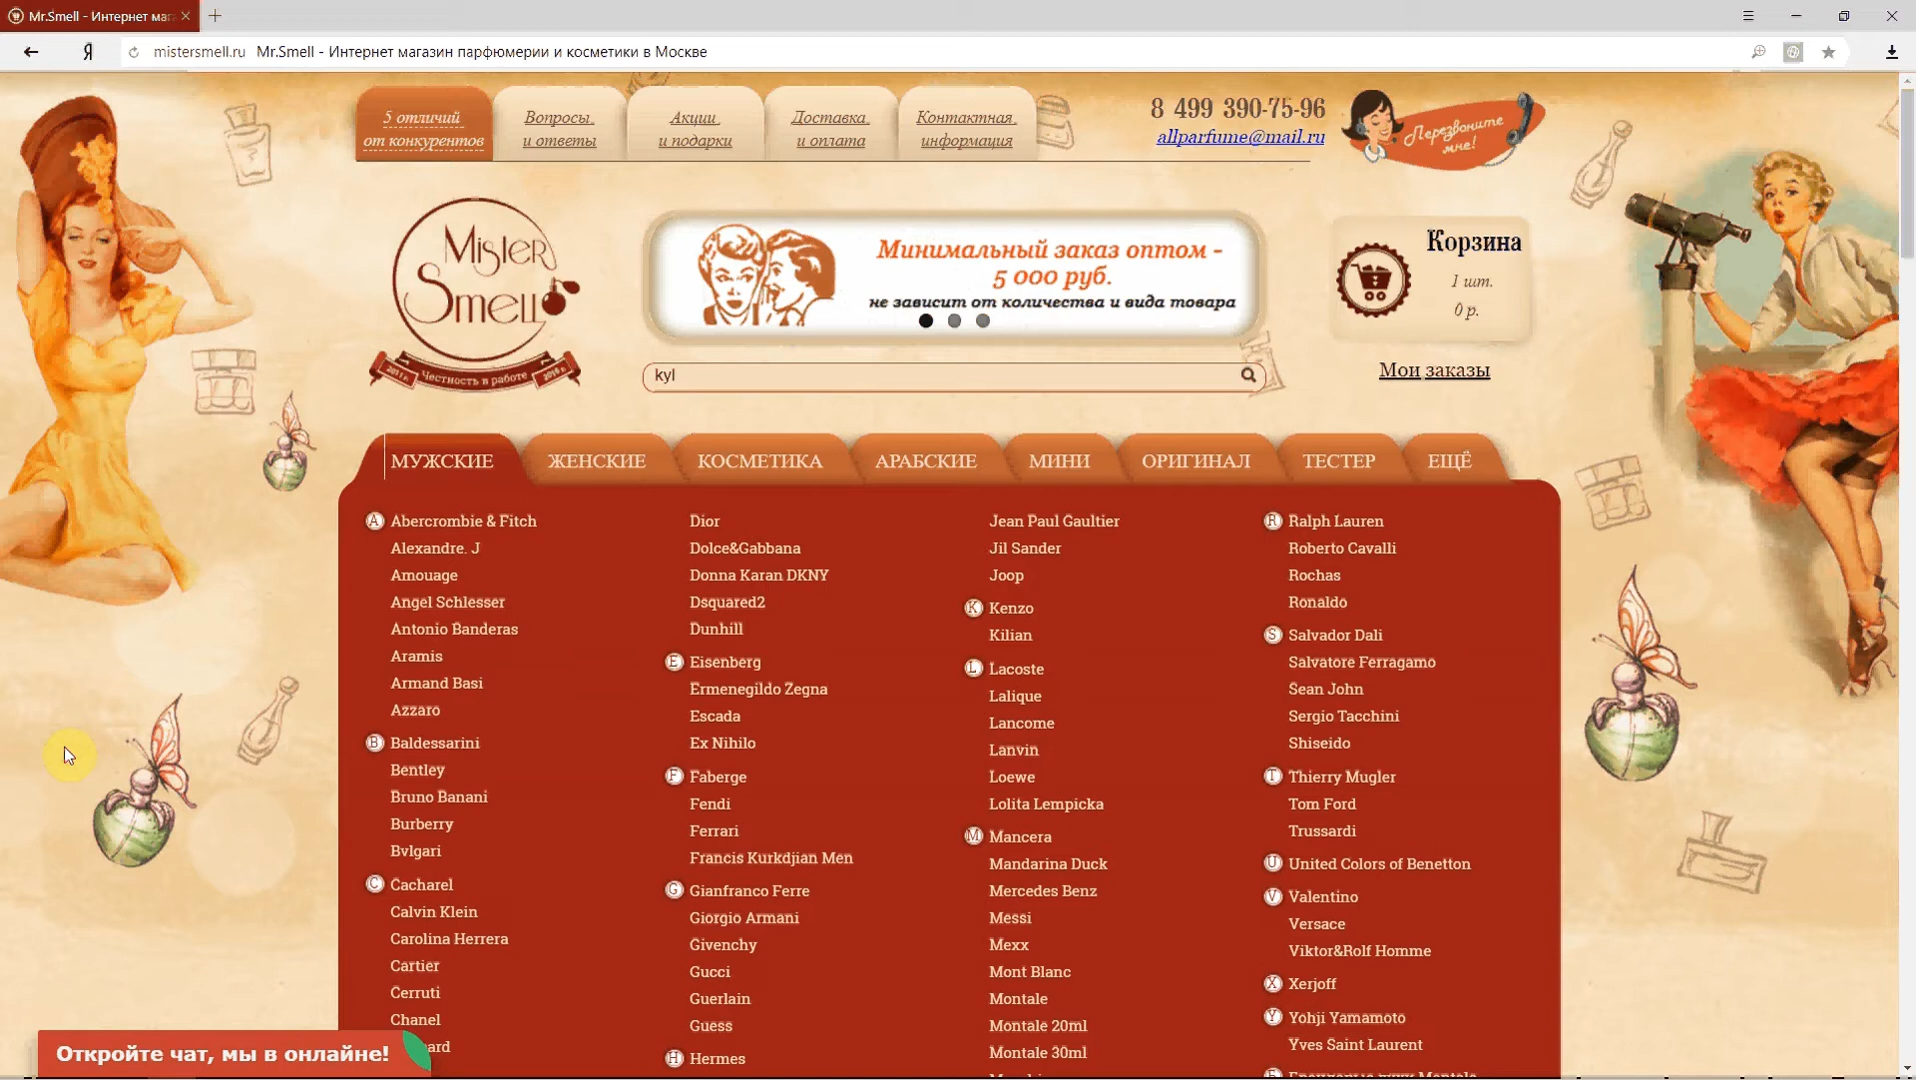 Mr.Smell - Интернет маг
mistersmell.ru Mr.Smell - Интернет магазин парфюмерии и косметики в Москве
5 отличий
от конкурентов
Вопросы
и ответы
Акции
и подарки
Доставка
и оплата
Контактная
информация
8 499 390-75-96
allparfume@mail.ru
Перезвоните
мне!
Mister
Smell
2011 г.
Честность в работе
Минимальный заказ оптом -
5 000 руб.
не зависит от количества и вида товара
Корзина
1 шт.
0 р.
kyl
Мои заказы
МУЖСКИЕ
ЖЕНСКИЕ
КОСМЕТИКА
АРАБСКИЕ
МИНИ
ОРИГИНАЛ
ТЕСТЕР
ЕЩЁ
A Abercrombie & Fitch
Alexandre. J
Amouage
Angel Schlesser
Antonio Banderas
Aramis
Armand Basi
Azzaro
B Baldessarini
Bentley
Bruno Banani
Burberry
Bvlgari
C Cacharel
Calvin Klein
Carolina Herrera
Cartier
Cerruti
Chanel
ard
Dior
Dolce&Gabbana
Donna Karan DKNY
Dsquared2
Dunhill
E Eisenberg
Ermenegildo Zegna
Escada
Ex Nihilo
F Faberge
Fendi
Ferrari
Francis Kurkdjian Men
G Gianfranco Ferre
Giorgio Armani
Givenchy
Gucci
Guerlain
Guess
H Hermes
Jean Paul Gaultier
Jil Sander
Joop
K Kenzo
Kilian
L Lacoste
Lalique
Lancome
Lanvin
Loewe
Lolita Lempicka
M Mancera
Mandarina Duck
Mercedes Benz
Messi
Mexx
Mont Blanc
Montale
Montale 20ml
Montale 30ml
R Ralph Lauren
Roberto Cavalli
Rochas
Ronaldo
S Salvador Dali
Salvatore Ferragamo
Sean John
Sergio Tacchini
Shiseido
T Thierry Mugler
Tom Ford
Trussardi
U United Colors of Benetton
V Valentino
Versace
Viktor&Rolf Homme
X Xerjoff
Y Yohji Yamamoto
Yves Saint Laurent
Откройте чат, мы в онлайне!